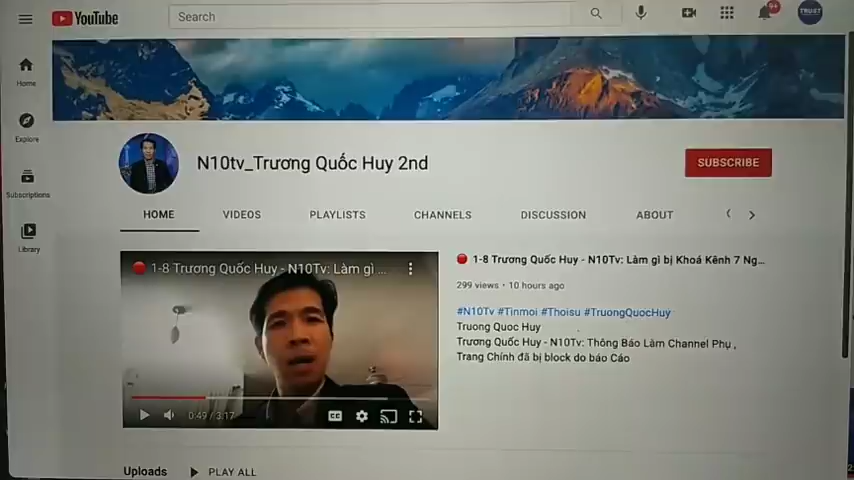 YouTube
Search
9+
TRUST
Home
Explore
Subscriptions
Library
N10tv_Trương Quốc Huy 2nd
SUBSCRIBE
HOME VIDEOS PLAYLISTS CHANNELS DISCUSSION ABOUT
1-8 Trương Quốc Huy - N10Tv: Làm gì ...
0:49 / 3:17
CC
1-8 Trương Quốc Huy - N10Tv: Làm gì bị Khoá Kênh 7 Ng...
299 views • 10 hours ago
#N10Tv #Tinmoi #Thoisu #TruongQuocHuy
Truong Quoc Huy
Trương Quốc Huy - N10Tv: Thông Báo Làm Channel Phụ ,
Trang Chính đã bị block do báo Cáo
Uploads PLAY ALL